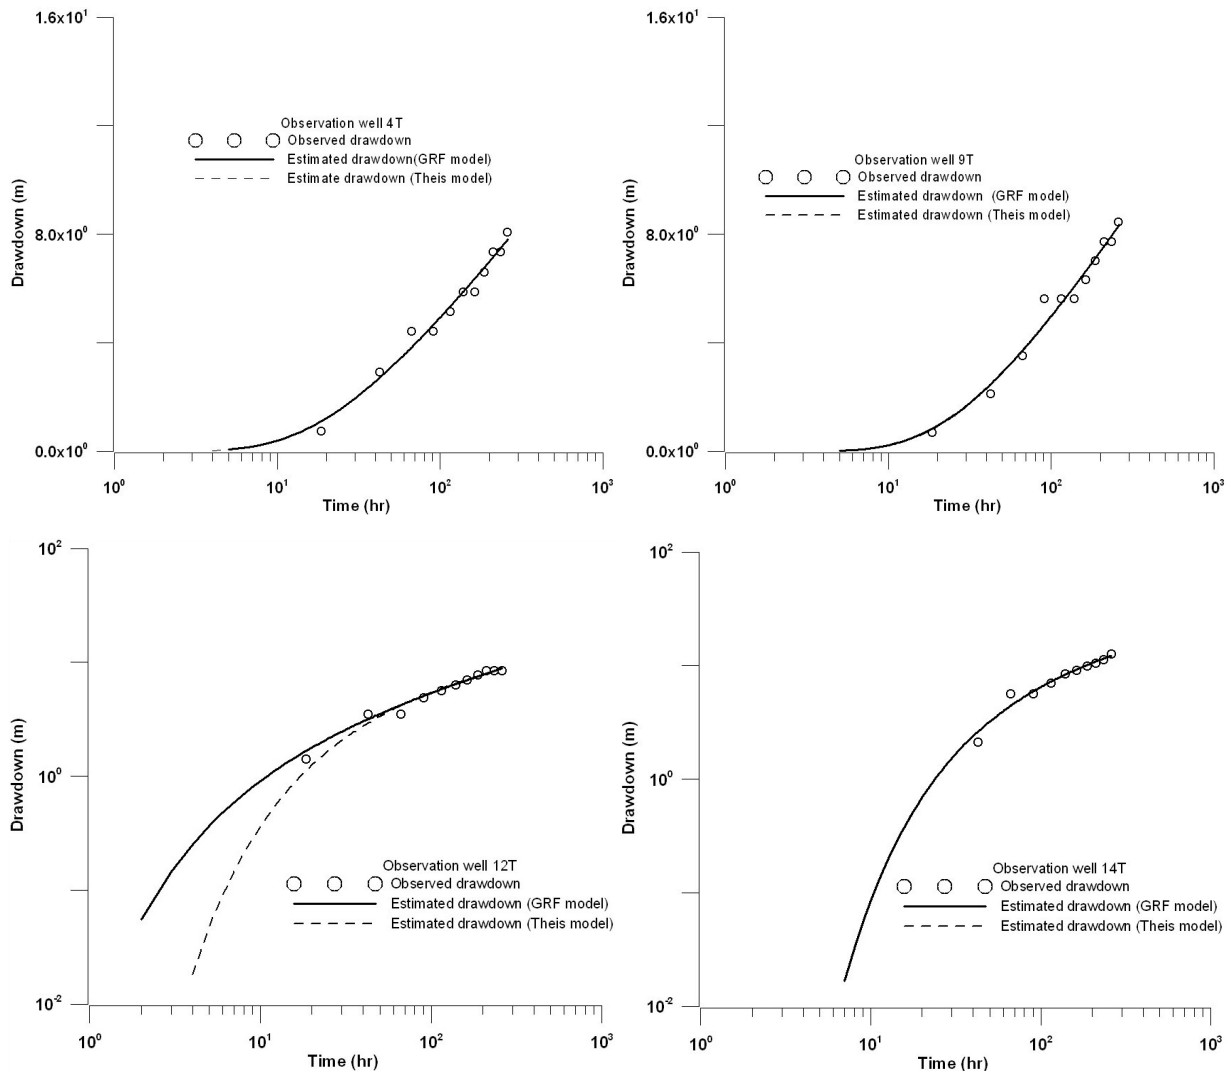 1.6x10¹
Observation well 4T
Observed drawdown
Estimated drawdown(GRF model)
Estimate drawdown (Theis model)
8.0x10⁰
Drawdown (m)
0.0x10⁰
10⁰ 10¹ 10² 10³
Time (hr)
1.6x10¹
Observation well 9T
Observed drawdown
Estimated drawdown (GRF model)
Estimated drawdown (Theis model)
8.0x10⁰
Drawdown (m)
0.0x10⁰
10⁰ 10¹ 10² 10³
Time (hr)
10²
Drawdown (m)
10⁰
Observation well 12T
Observed drawdown
Estimated drawdown (GRF model)
Estimated drawdown (Theis model)
10⁻²
10⁰ 10¹ 10² 10³
Time (hr)
10²
Drawdown (m)
10⁰
Observation well 14T
Observed drawdown
Estimated drawdown (GRF model)
Estimated drawdown (Theis model)
10⁻²
10⁰ 10¹ 10² 10³
Time (hr)